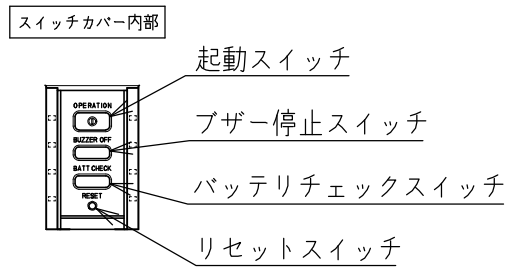 スイッチカバー内部
起動スイッチ
OPERATION
ブザー停止スイッチ
BUZZER OFF
バッテリチェックスイッチ
BATT CHECK
RESET
リセットスイッチ